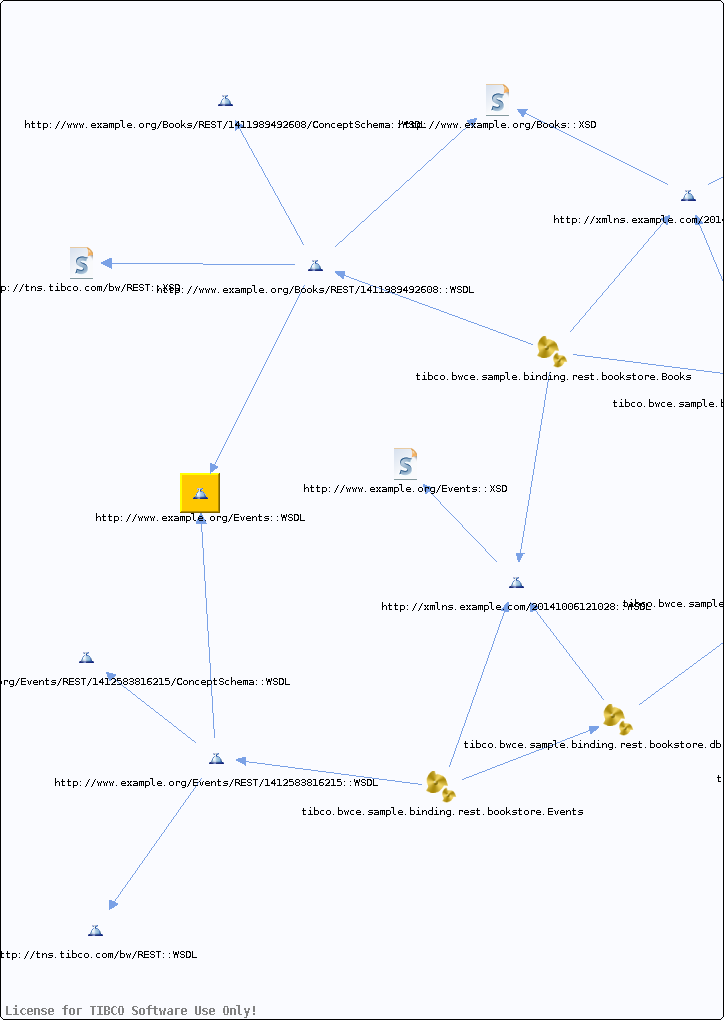 http://www.example.org/Books/REST/1411989492608/ConceptSchema::WSDL
://www.example.org/Books::XSD
http://xmlns.example.com/201
p://tns.tibco.com/bw/REST::XSD
http://www.example.org/Books/REST/1411989492608::WSDL
tibco.bwce.sample.binding.rest.bookstore.Books
tibco.bwce.sample.b
http://www.example.org/Events::XSD
http://www.example.org/Events::WSDL
http://xmlns.example.com/20141006121028::WSDL
tibco.bwce.sample
org/Events/REST/1412583816215/ConceptSchema::WSDL
tibco.bwce.sample.binding.rest.bookstore.db
http://www.example.org/Events/REST/1412583816215::WSDL
t
tibco.bwce.sample.binding.rest.bookstore.Events
ttp://tns.tibco.com/bw/REST::WSDL
License for TIBCO Software Use Only!